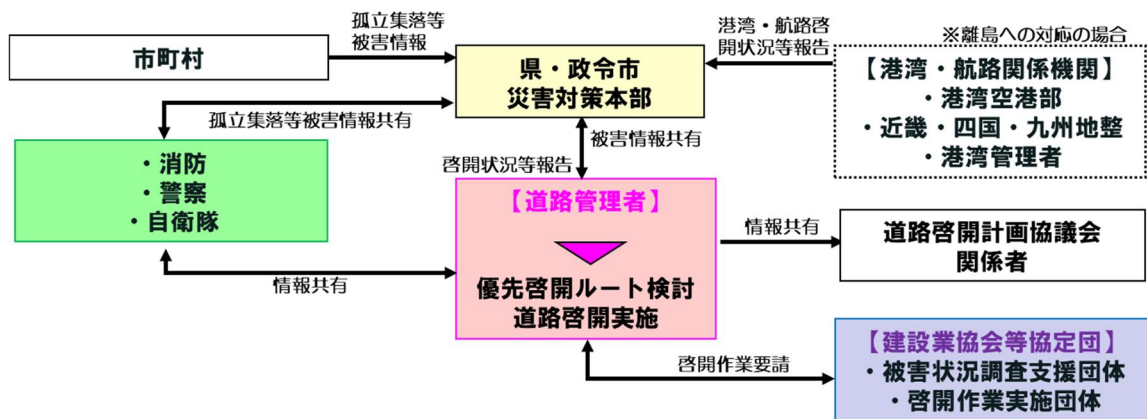 孤立集落等
被害情報
市町村
県・政令市
災害対策本部
港湾・航路啓
開状況等報告
※離島への対応の場合
【港湾・航路関係機関】
・港湾空港部
・近畿・四国・九州地整
・港湾管理者
孤立集落等被害情報共有
被害情報共有
啓開状況等報告
・消防
・警察
・自衛隊
【道路管理者】
優先啓開ルート検討
道路啓開実施
情報共有
道路啓開計画協議会
関係者
情報共有
啓開作業要請
【建設業協会等協定団】
・被害状況調査支援団体
・啓開作業実施団体